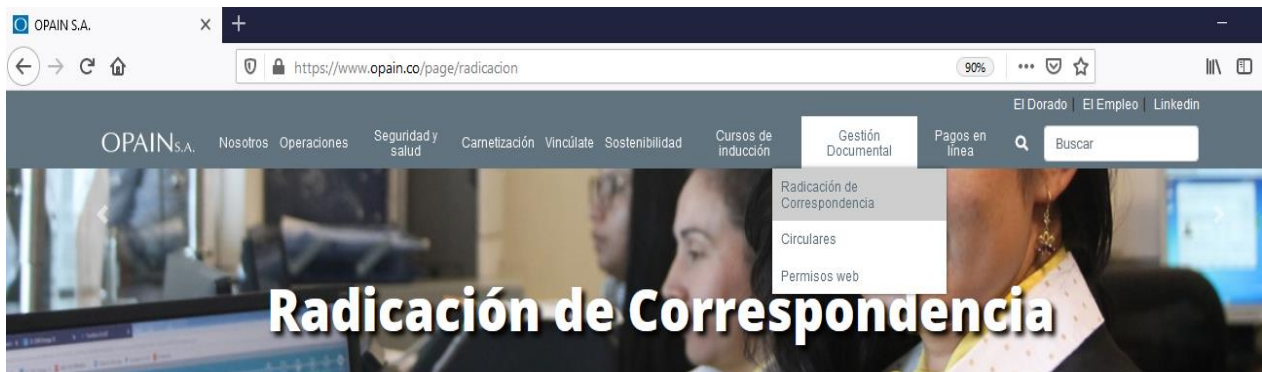 OPAIN S.A.
https://www.opain.co/page/radicacion
90%
El Dorado | El Empleo | Linkedin
OPAIN S.A.
Nosotros
Operaciones
Seguridad y
salud
Carnetización
Vincúlate
Sostenibilidad
Cursos de
inducción
Gestión
Documental
Pagos en
línea
Buscar
Radicación de
Correspondencia
Circulares
Permisos web
Radicación de Correspondencia